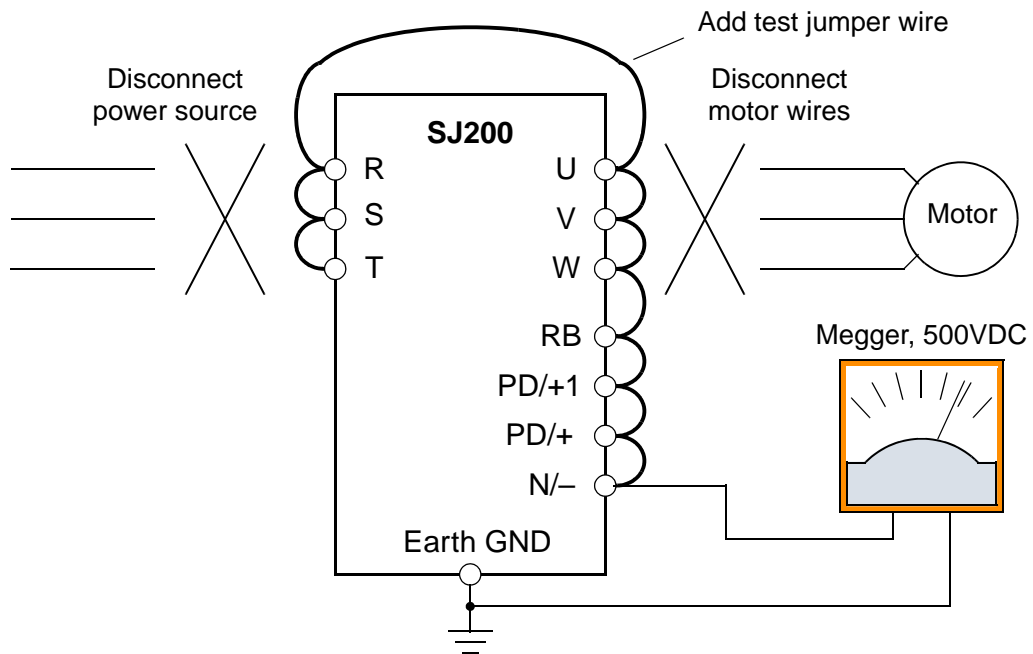 Add test jumper wire
Disconnect
power source
Disconnect
motor wires
SJ200
R
U
S
V
Motor
T
W
RB
Megger, 500VDC
PD/+1
PD/+
N/–
Earth GND